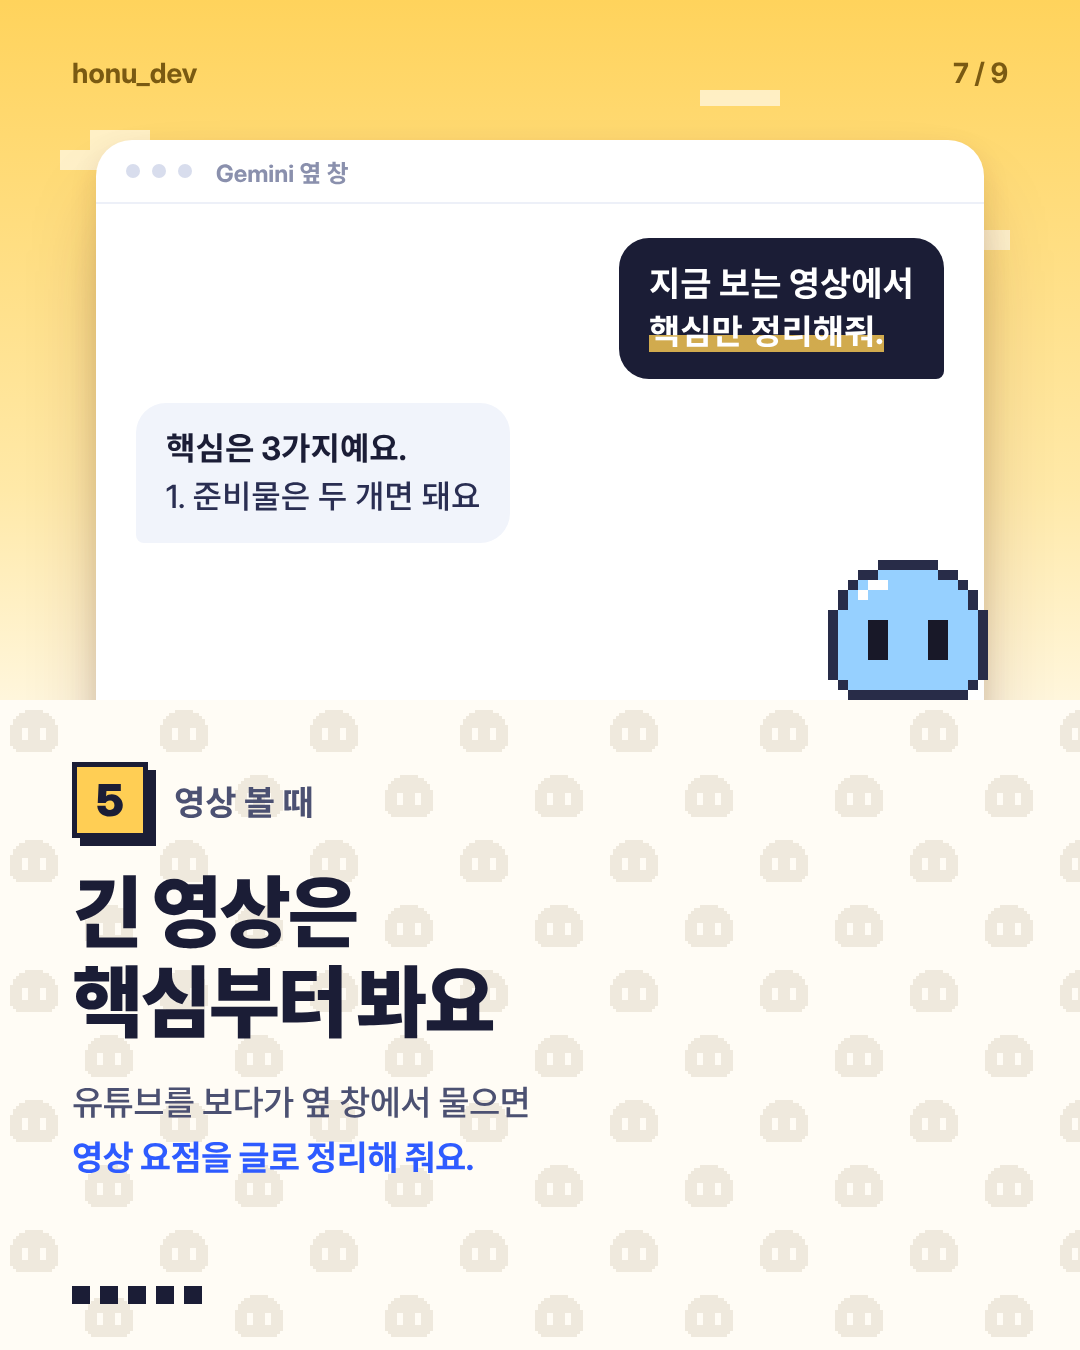 honu_dev
7 / 9
Gemini 옆 창
지금 보는 영상에서
핵심만 정리해줘.
핵심은 3가지예요.
1. 준비물은 두 개면 돼요
5
영상 볼 때
긴 영상은
핵심부터 봐요
유튜브를 보다가 옆 창에서 물으면
영상 요점을 글로 정리해 줘요.